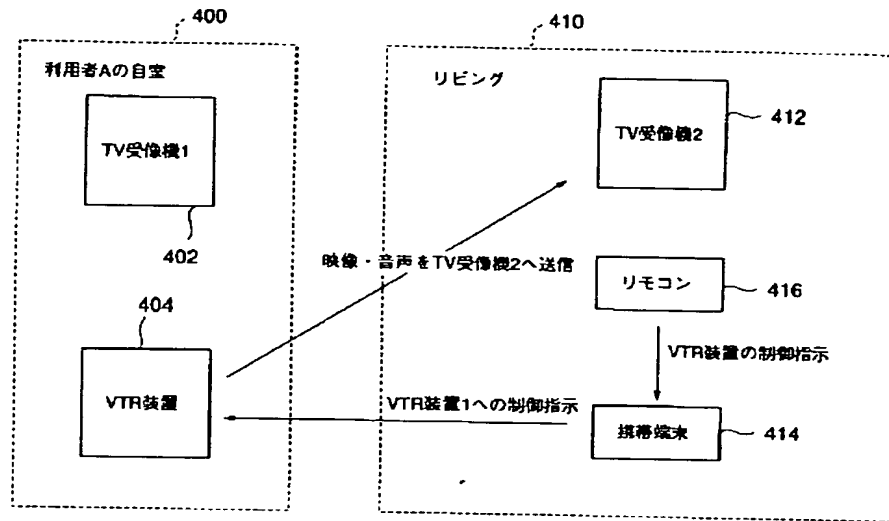 400
410
利用者Aの自室
リビング
TV受像機1
TV受像機2
412
402
映像・音声をTV受像機2へ送信
リモコン
416
404
VTR装置の制御指示
VTR装置
VTR装置1への制御指示
携帯端末
414